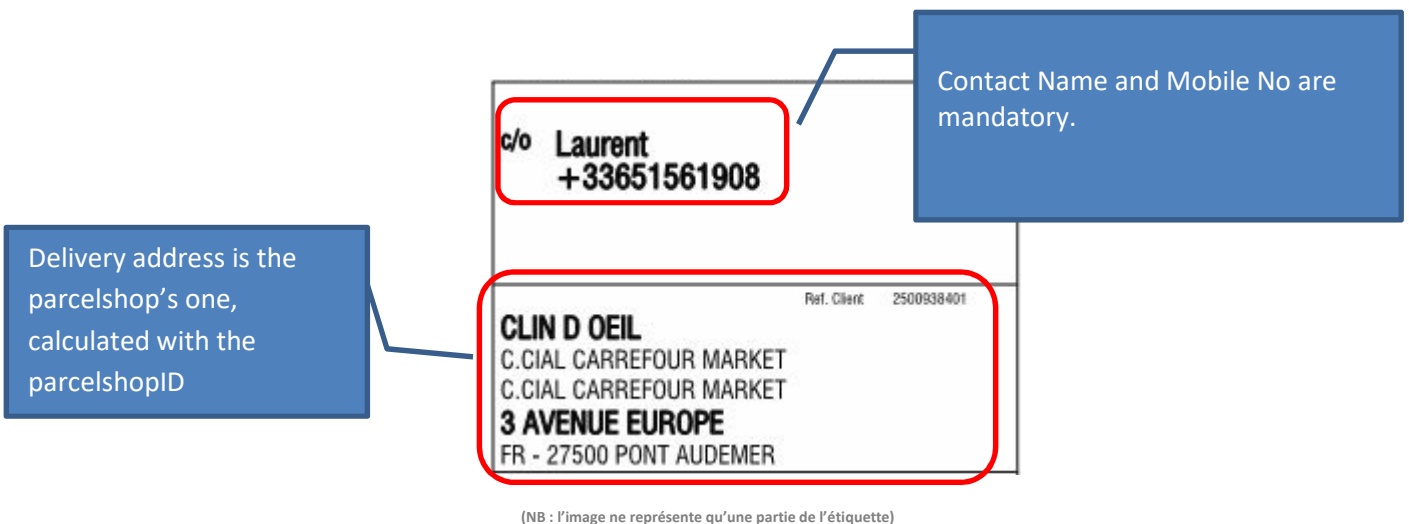 Contact Name and Mobile No are
mandatory.
c/o Laurent
+33651561908
Delivery address is the
parcelshop’s one,
calculated with the
parcelshopID
Ref. Client 2500938401
CLIN D OEIL
C.CIAL CARREFOUR MARKET
C.CIAL CARREFOUR MARKET
3 AVENUE EUROPE
FR - 27500 PONT AUDEMER
(NB : l’image ne représente qu’une partie de l’étiquette)